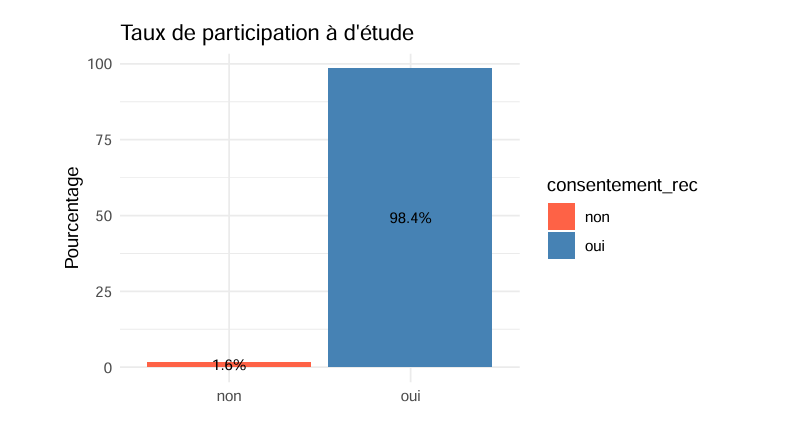 Taux de participation à d'étude
100
75
50
25
0
Pourcentage
98.4%
1.6%
non
oui
consentement_rec
non
oui